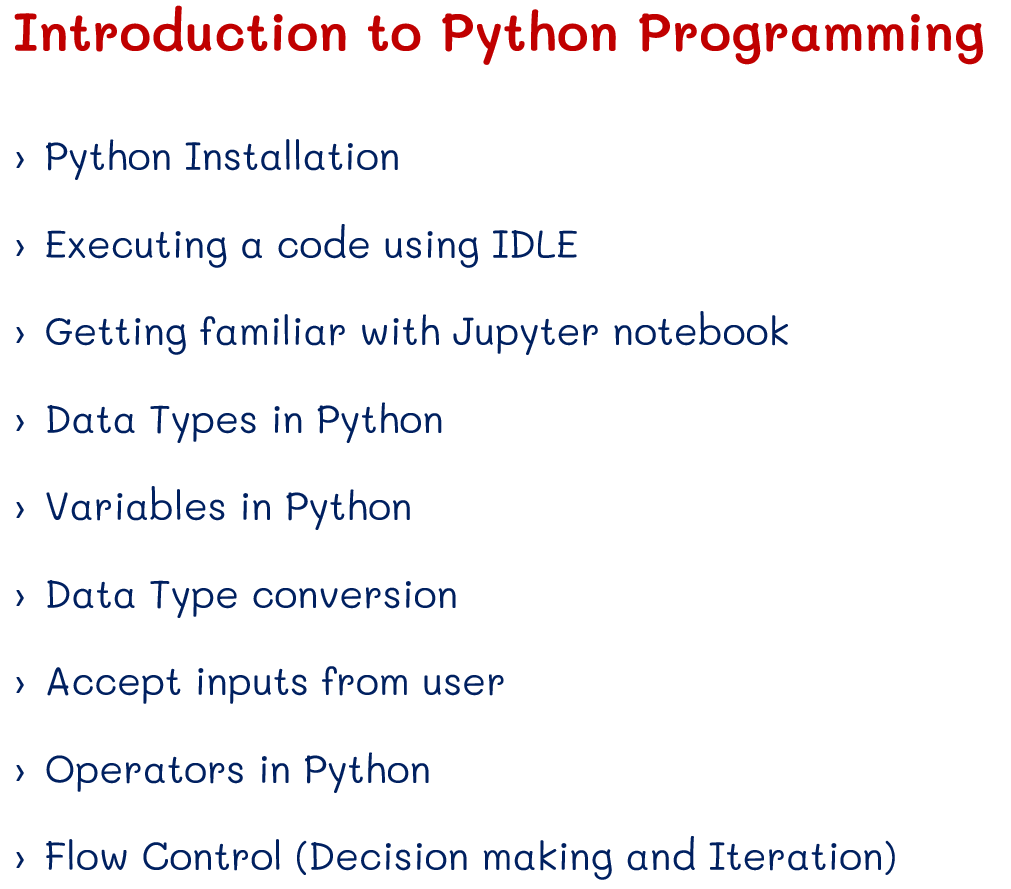 Introduction to Python Programming
› Python Installation
› Executing a code using IDLE
› Getting familiar with Jupyter notebook
› Data Types in Python
› Variables in Python
› Data Type conversion
› Accept inputs from user
› Operators in Python
› Flow Control (Decision making and Iteration)